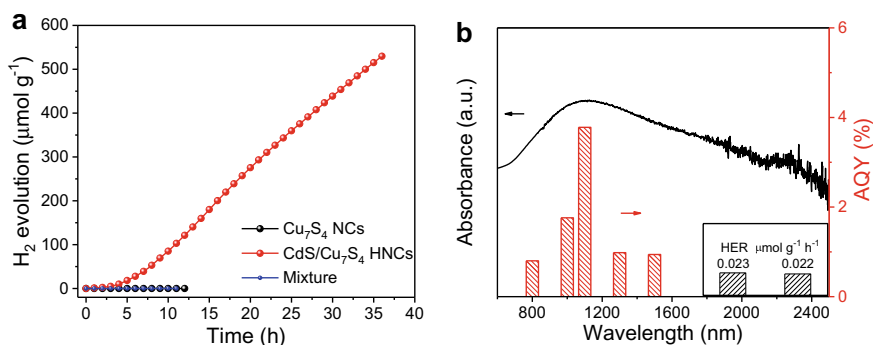 a
600
500
400
300
200
100
0
H₂ evolution (μmol g⁻¹)
Cu₇S₄ NCs
CdS/Cu₇S₄ HNCs
Mixture
0 5 10 15 20 25 30 35 40
Time (h)
b
Absorbance (a.u.)
6
4
2
0
AQY (%)
HER μmol g⁻¹ h⁻¹
0.023 0.022
800 1200 1600 2000 2400
Wavelength (nm)